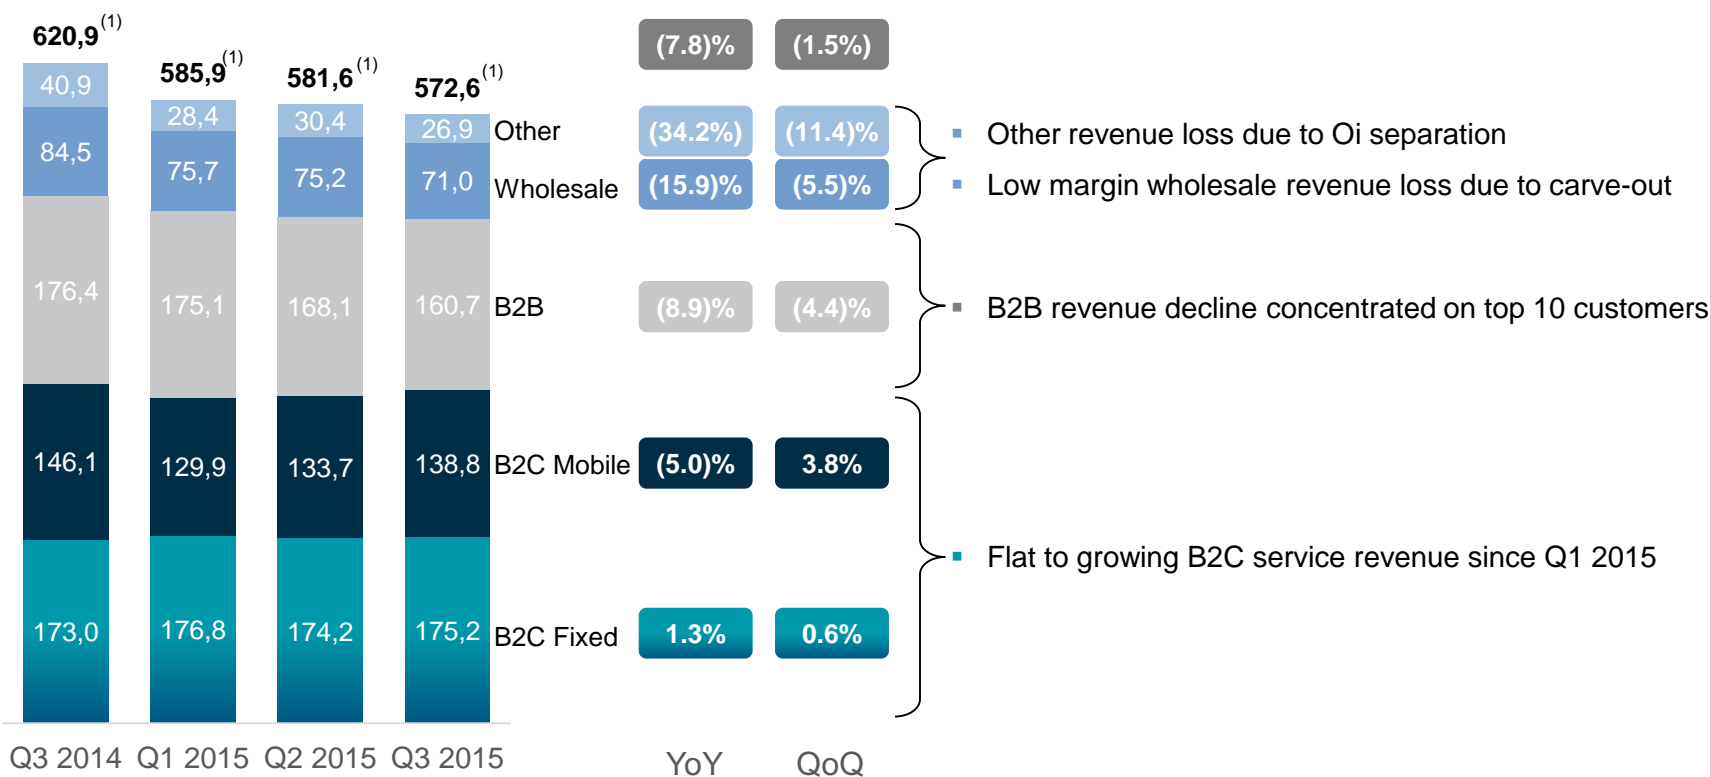 620,9(1)
585,9(1)
581,6(1)
572,6(1)
(7.8)% (1.5%)
40,9 28,4 30,4 26,9 Other (34.2%) (11.4)%
▪ Other revenue loss due to Oi separation
84,5 75,7 75,2 71,0 Wholesale (15.9)% (5.5)%
▪ Low margin wholesale revenue loss due to carve-out
176,4 175,1 168,1 160,7 B2B (8.9)% (4.4)%
▪ B2B revenue decline concentrated on top 10 customers
146,1 129,9 133,7 138,8 B2C Mobile (5.0)% 3.8%
▪ Flat to growing B2C service revenue since Q1 2015
173,0 176,8 174,2 175,2 B2C Fixed 1.3% 0.6%
Q3 2014 Q1 2015 Q2 2015 Q3 2015 YoY QoQ